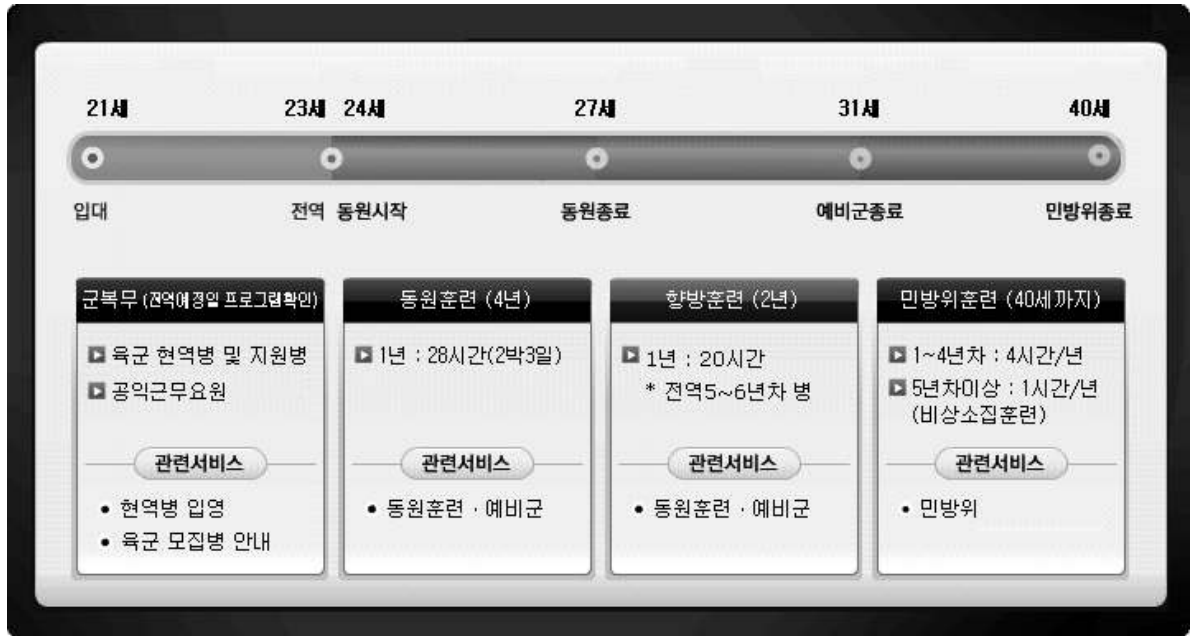 21세 23세 24세 27세 31세 40세
입대 전역 동원시작 동원종료 예비군종료 민방위종료
군복무 (전역예정일 프로그램확인)
육군 현역병 및 지원병
공익근무요원
관련서비스
• 현역병 입영
• 육군 모집병 안내
동원훈련 (4년)
1년 : 28시간(2박3일)
관련서비스
• 동원훈련 · 예비군
향방훈련 (2년)
1년 : 20시간
* 전역5~6년차 병
관련서비스
• 동원훈련 · 예비군
민방위훈련 (40세까지)
1~4년차 : 4시간/년
5년차이상 : 1시간/년
(비상소집훈련)
관련서비스
• 민방위